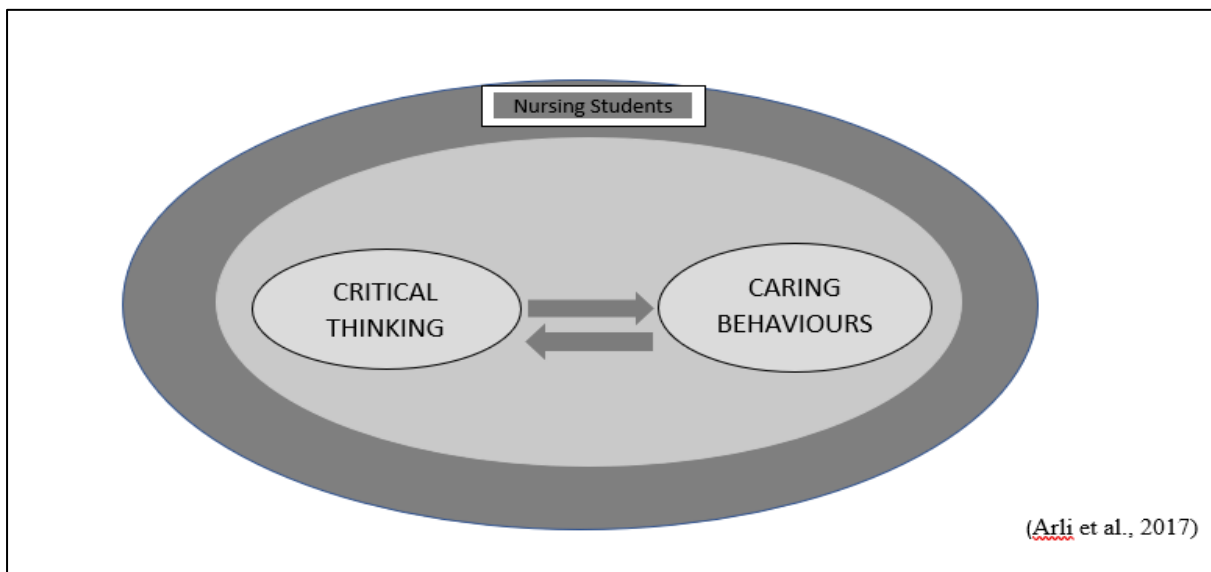 Nursing Students
CRITICAL
THINKING
CARING
BEHAVIOURS
(Arli et al., 2017)